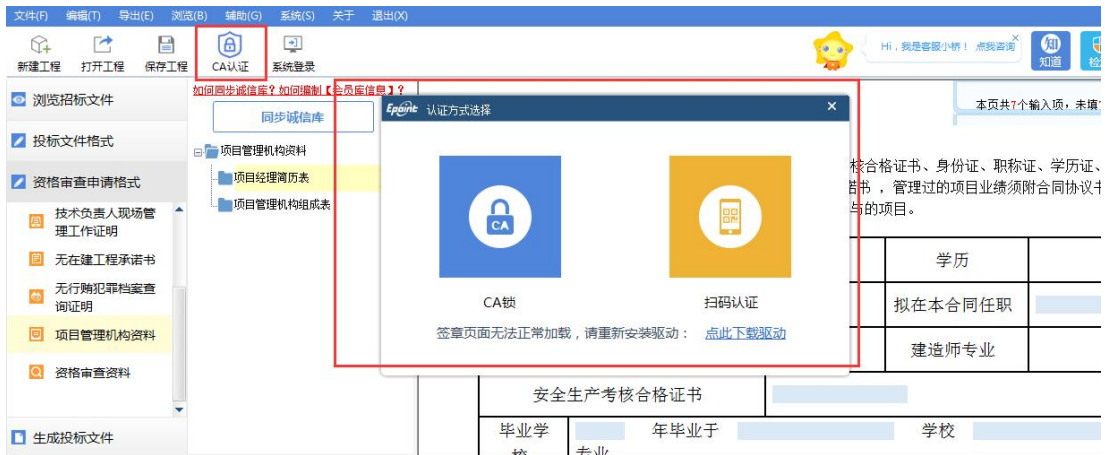 文件(F) 编辑(T) 导出(E) 浏览(B) 辅助(G) 系统(S) 关于 退出(X)
新建工程 打开工程 保存工程 CA认证 系统登录
Hi，我是客服小桥！ 点我咨询
知
知道
浏览招标文件
投标文件格式
资格审查申请格式
技术负责人现场管
理工作证明
无在建工程承诺书
无行贿犯罪档案查
询证明
项目管理机构资料
资格审查资料
生成投标文件
如何同步诚信库？如何编制【会员库信息】？
同步诚信库
项目管理机构资料
项目经理简历表
项目管理机构组成表
Epoint 认证方式选择
CA
CA锁 扫码认证
签章页面无法正常加载，请重新安装驱动： 点此下载驱动
本页共7个输入项，未填
核合格证书、身份证、职称证、学历证、
诺书 ，管理过的项目业绩须附合同协议书
与的项目。
学历
拟在本合同任职
建造师专业
安全生产考核合格证书
毕业学 年毕业于 学校
专业